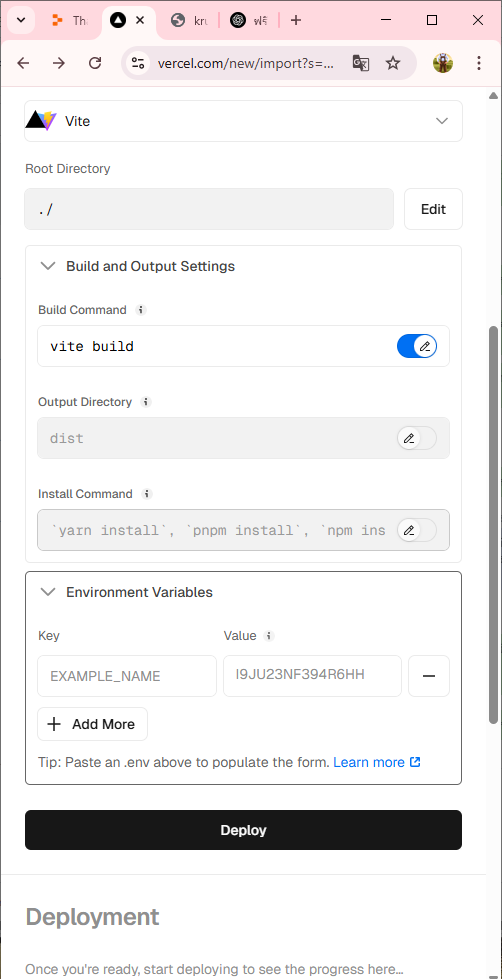 Tha
kru
ฟรี
vercel.com/new/import?s=...
Vite
Root Directory
./
Edit
Build and Output Settings
Build Command
vite build
Output Directory
dist
Install Command
`yarn install`, `pnpm install`, `npm ins
Environment Variables
Key
Value
EXAMPLE_NAME
I9JU23NF394R6HH
Add More
Tip: Paste an .env above to populate the form. Learn more
Deploy
Deployment
Once you're ready, start deploying to see the progress here...